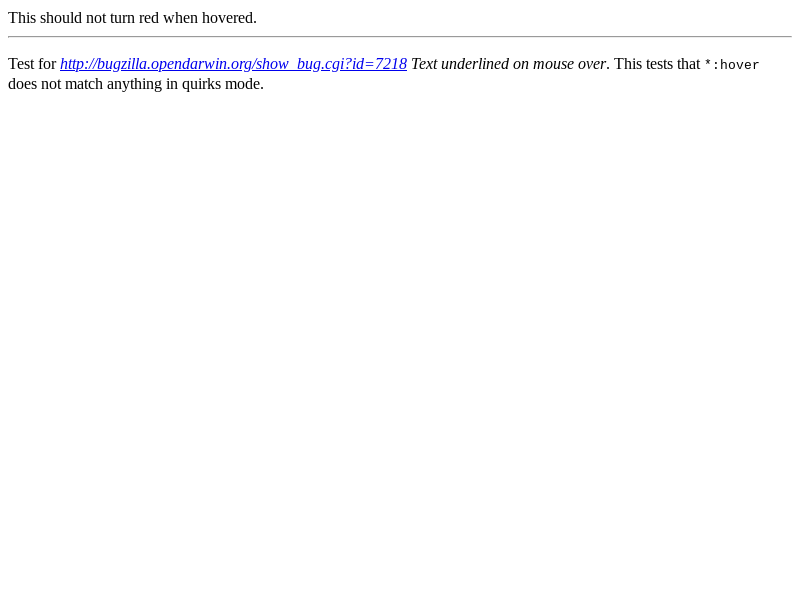 This should not turn red when hovered.
Test for http://bugzilla.opendarwin.org/show_bug.cgi?id=7218 Text underlined on mouse over. This tests that *:hover
does not match anything in quirks mode.